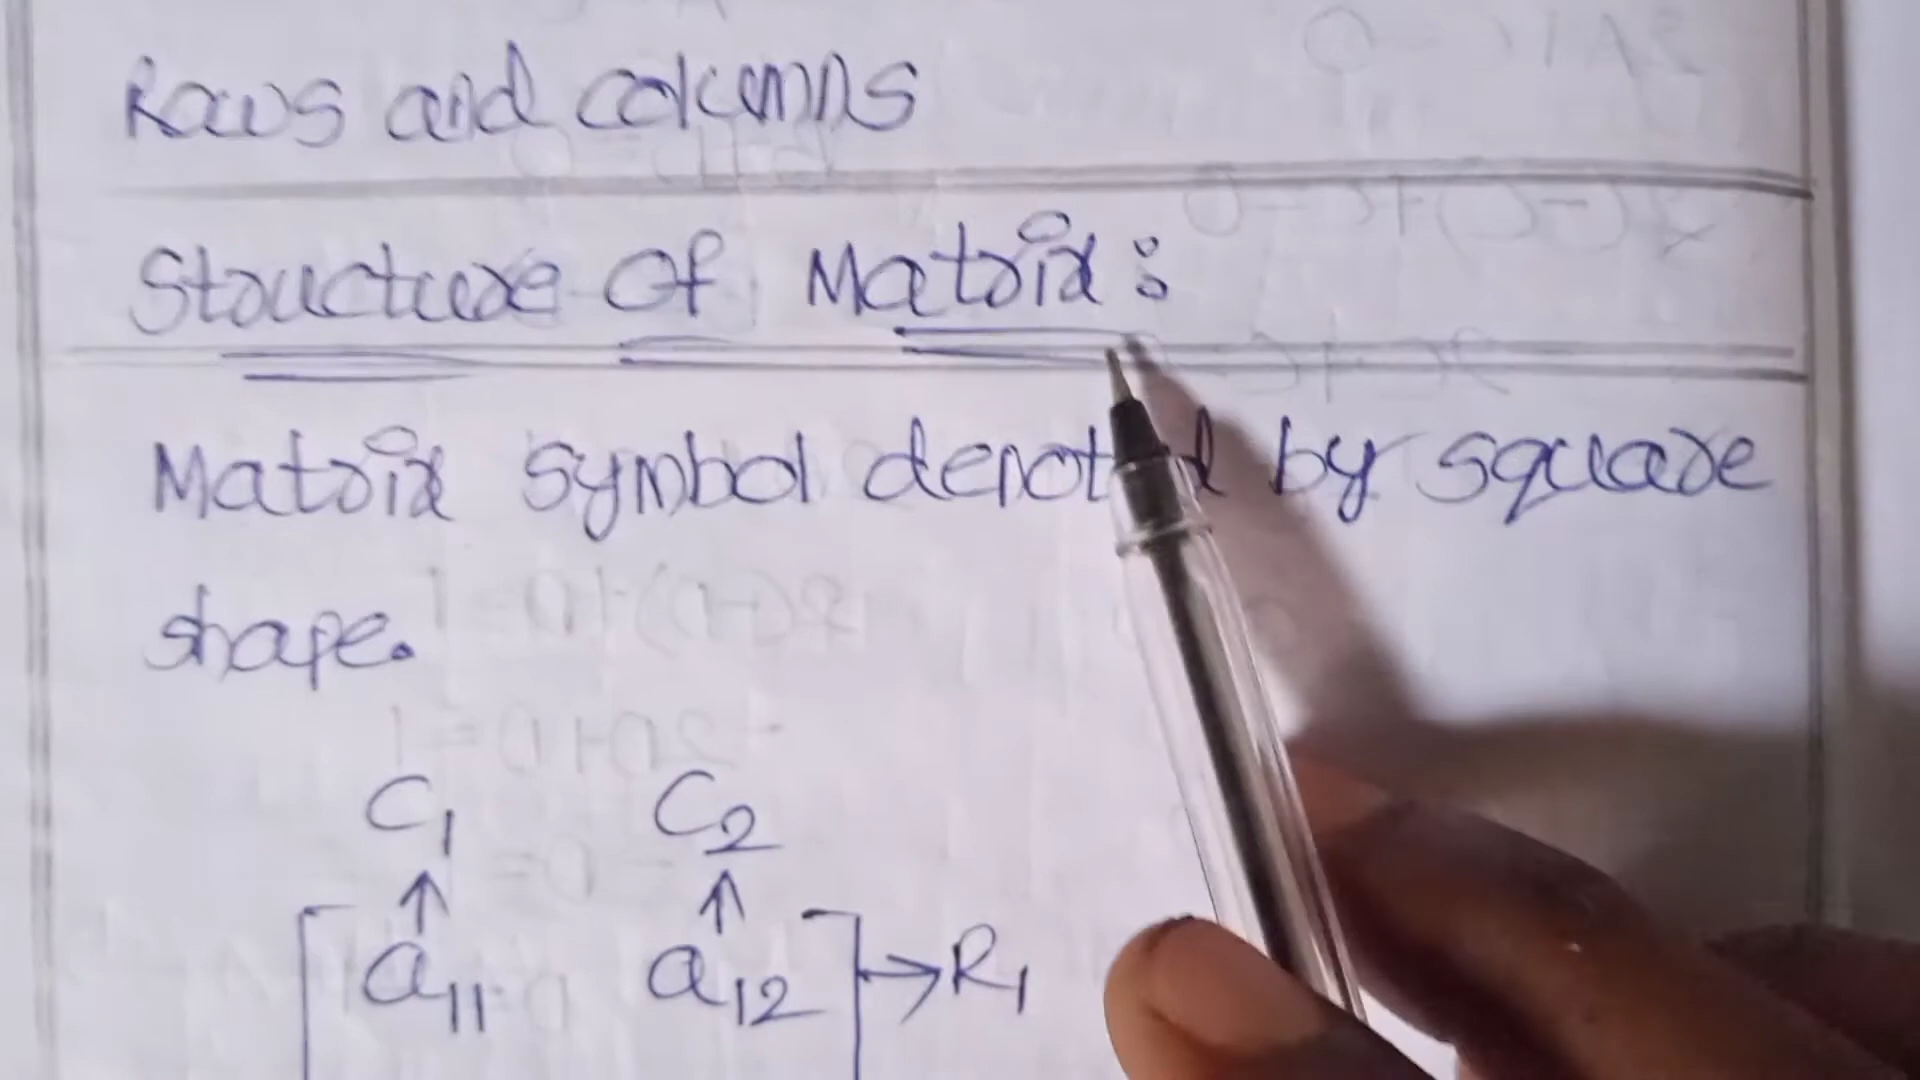 Rows and columns
Structure of Matrix:
Matrix symbol denoted by square
shape.
C1 C2
↑ ↑
a11 a12 → R1